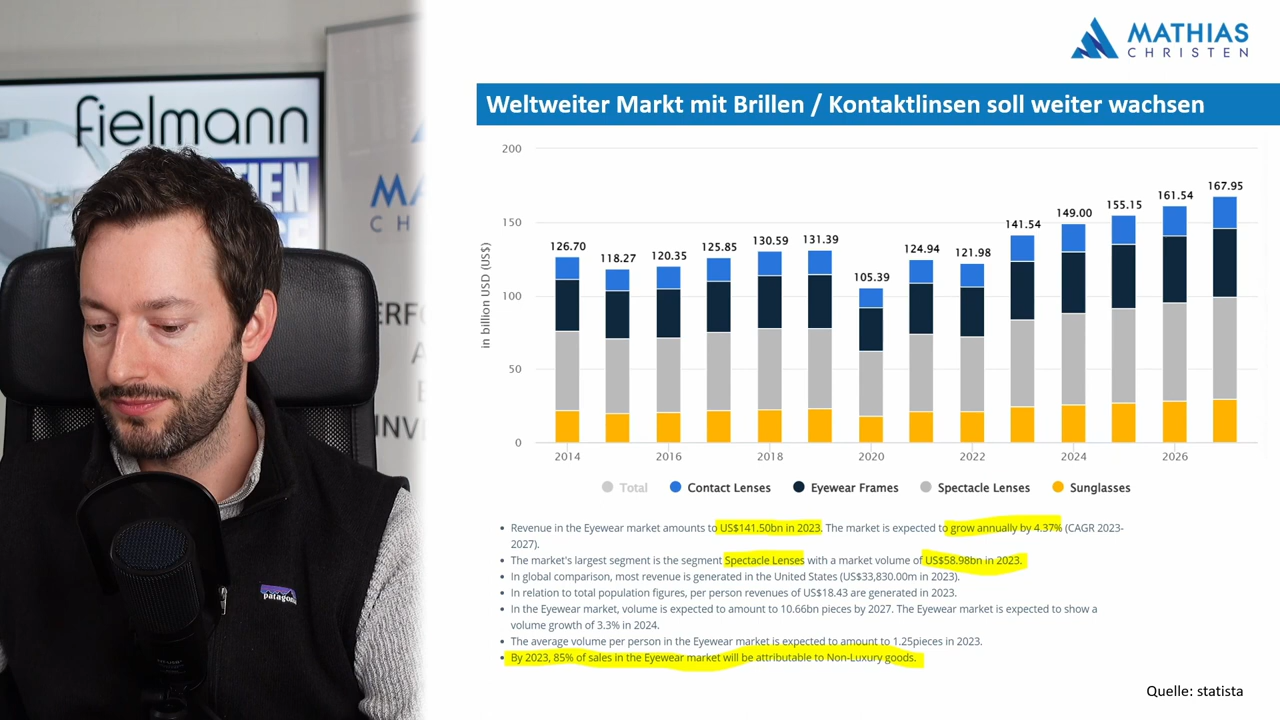 fielmann
MATHIAS
CHRISTEN
Weltweiter Markt mit Brillen / Kontaktlinsen soll weiter wachsen
in billion USD (US$)
200
150
100
50
0
126.70
118.27
120.35
125.85
130.59
131.39
105.39
124.94
121.98
141.54
149.00
155.15
161.54
167.95
2014
2016
2018
2020
2022
2024
2026
Total
Contact Lenses
Eyewear Frames
Spectacle Lenses
Sunglasses
• Revenue in the Eyewear market amounts to US$141.50bn in 2023. The market is expected to grow annually by 4.37% (CAGR 2023-
2027).
• The market's largest segment is the segment Spectacle Lenses with a market volume of US$58.98bn in 2023.
• In global comparison, most revenue is generated in the United States (US$33,830.00m in 2023).
• In relation to total population figures, per person revenues of US$18.43 are generated in 2023.
• In the Eyewear market, volume is expected to amount to 10.66bn pieces by 2027. The Eyewear market is expected to show a
volume growth of 3.3% in 2024.
• The average volume per person in the Eyewear market is expected to amount to 1.25pieces in 2023.
• By 2023, 85% of sales in the Eyewear market will be attributable to Non-Luxury goods.
patagonia
Quelle: statista